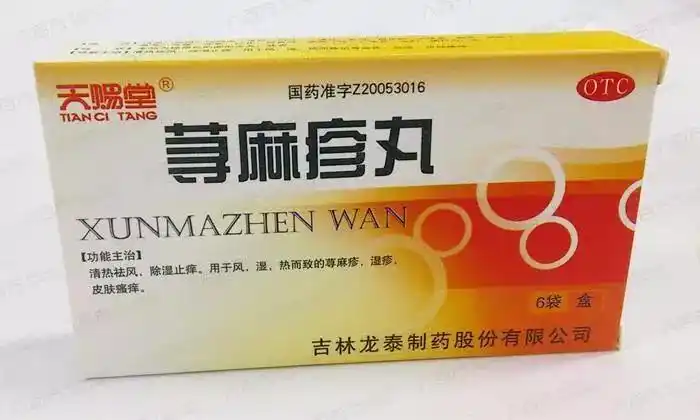 天赐堂®
TIANCI TANG
国药准字Z20053016
OTC
荨麻疹丸
XUNMAZHEN WAN
【功能主治】
清热祛风，除湿止痒。用于风、湿、热而致的荨麻疹，湿疹，
皮肤瘙痒。
6袋 盒
吉林龙泰制药股份有限公司